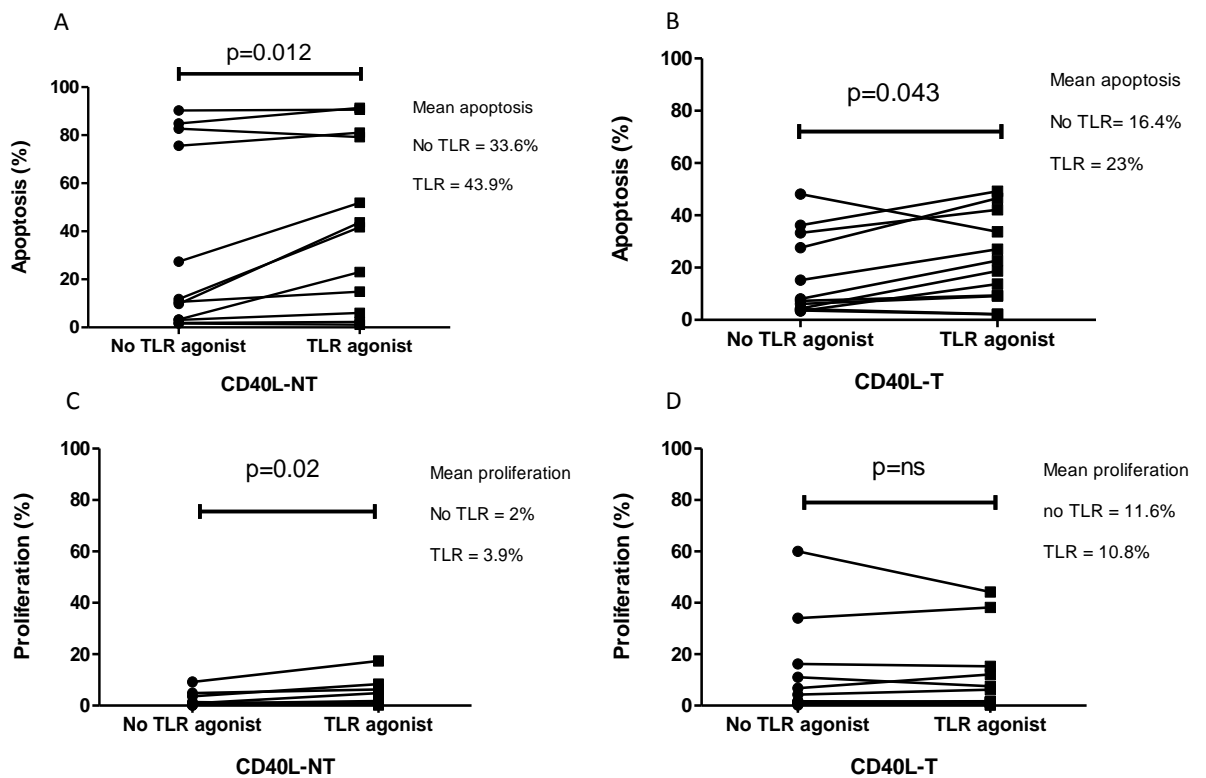 A
p=0.012
100
80
60
40
20
0
Apoptosis (%)
No TLR agonist
TLR agonist
CD40L-NT
Mean apoptosis
No TLR = 33.6%
TLR = 43.9%
B
p=0.043
100
80
60
40
20
0
Apoptosis (%)
No TLR agonist
TLR agonist
CD40L-T
Mean apoptosis
No TLR= 16.4%
TLR = 23%
C
p=0.02
100
80
60
40
20
0
Proliferation (%)
No TLR agonist
TLR agonist
CD40L-NT
Mean proliferation
No TLR = 2%
TLR = 3.9%
D
p=ns
100
80
60
40
20
0
Proliferation (%)
No TLR agonist
TLR agonist
CD40L-T
Mean proliferation
no TLR = 11.6%
TLR = 10.8%